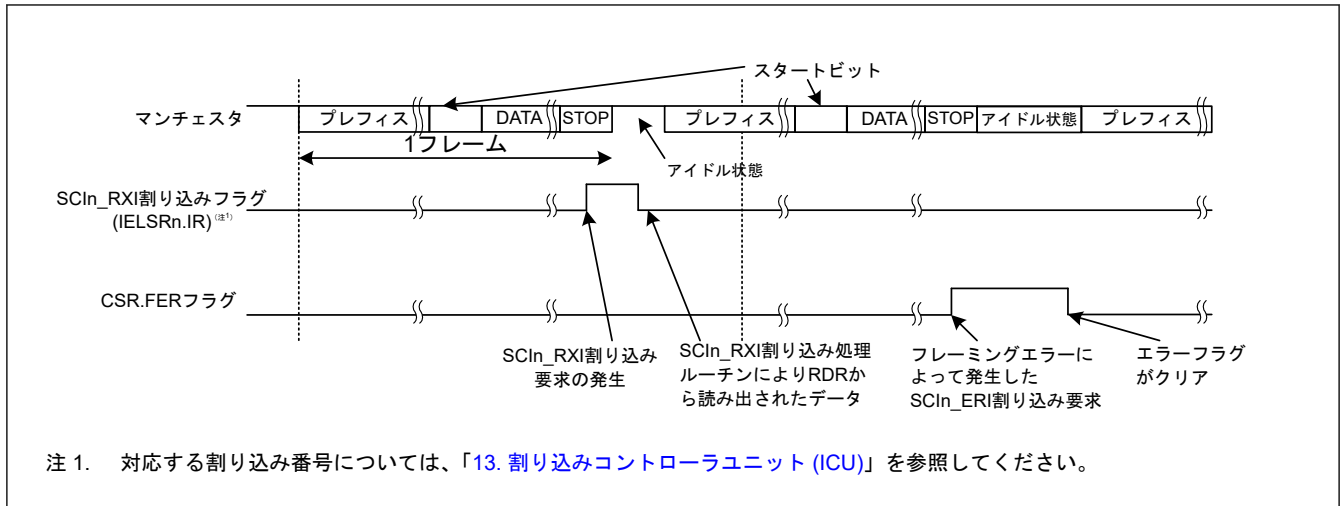 スタートビット
マンチェスタ
プレフィス DATA STOP プレフィス DATA STOP アイドル状態 プレフィス
1フレーム
アイドル状態
SCIn_RXI割り込みフラグ
(IELSRn.IR)(注1)
CSR.FERフラグ
SCIn_RXI割り込み
要求の発生
SCIn_RXI割り込み処理
ルーチンによりRDRか
ら読み出されたデータ
フレーミングエラーに
よって発生した
SCIn_ERI割り込み要求
エラーフラグ
がクリア
注 1. 対応する割り込み番号については、「13. 割り込みコントローラユニット (ICU)」を参照してください。